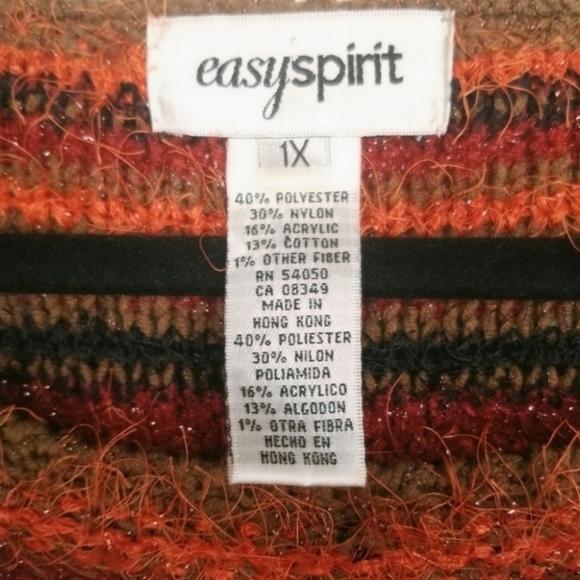 easyspirit
1X
40% POLYESTER
30% NYLON
16% ACRYLIC
13% COTTON
1% OTHER FIBER
RN 54050
CA 08349
MADE IN
HONG KONG
40% POLIESTER
30% NILON
POLIAMIDA
16% ACRYLICO
13% ALGODON
1% OTRA FIBRA
HECHO EN
HONG KONG